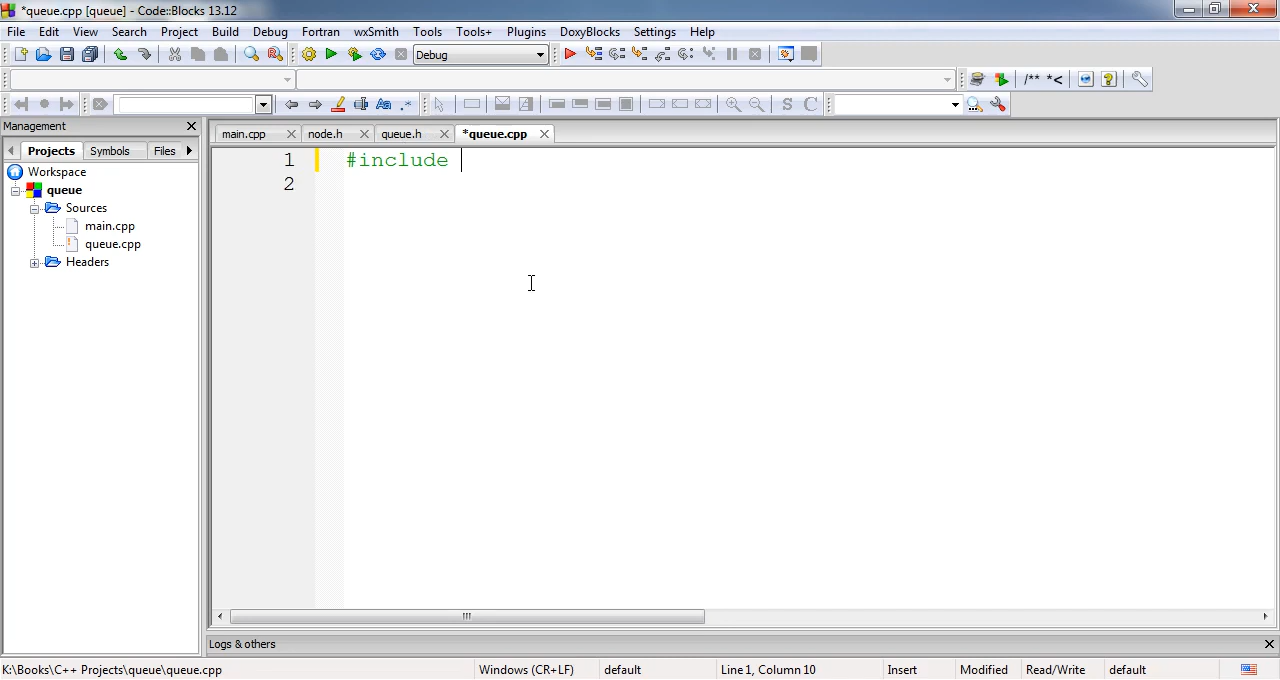 *queue.cpp [queue] - Code::Blocks 13.12
File Edit View Search Project Build Debug Fortran wxSmith Tools Tools+ Plugins DoxyBlocks Settings Help
Debug
/** *<
S C
Management
Projects Symbols Files
main.cpp node.h queue.h *queue.cpp
Workspace
queue
Sources
main.cpp
queue.cpp
Headers
1 #include
2
Logs & others
K:\Books\C++ Projects\queue\queue.cpp Windows (CR+LF) default Line 1, Column 10 Insert Modified Read/Write default